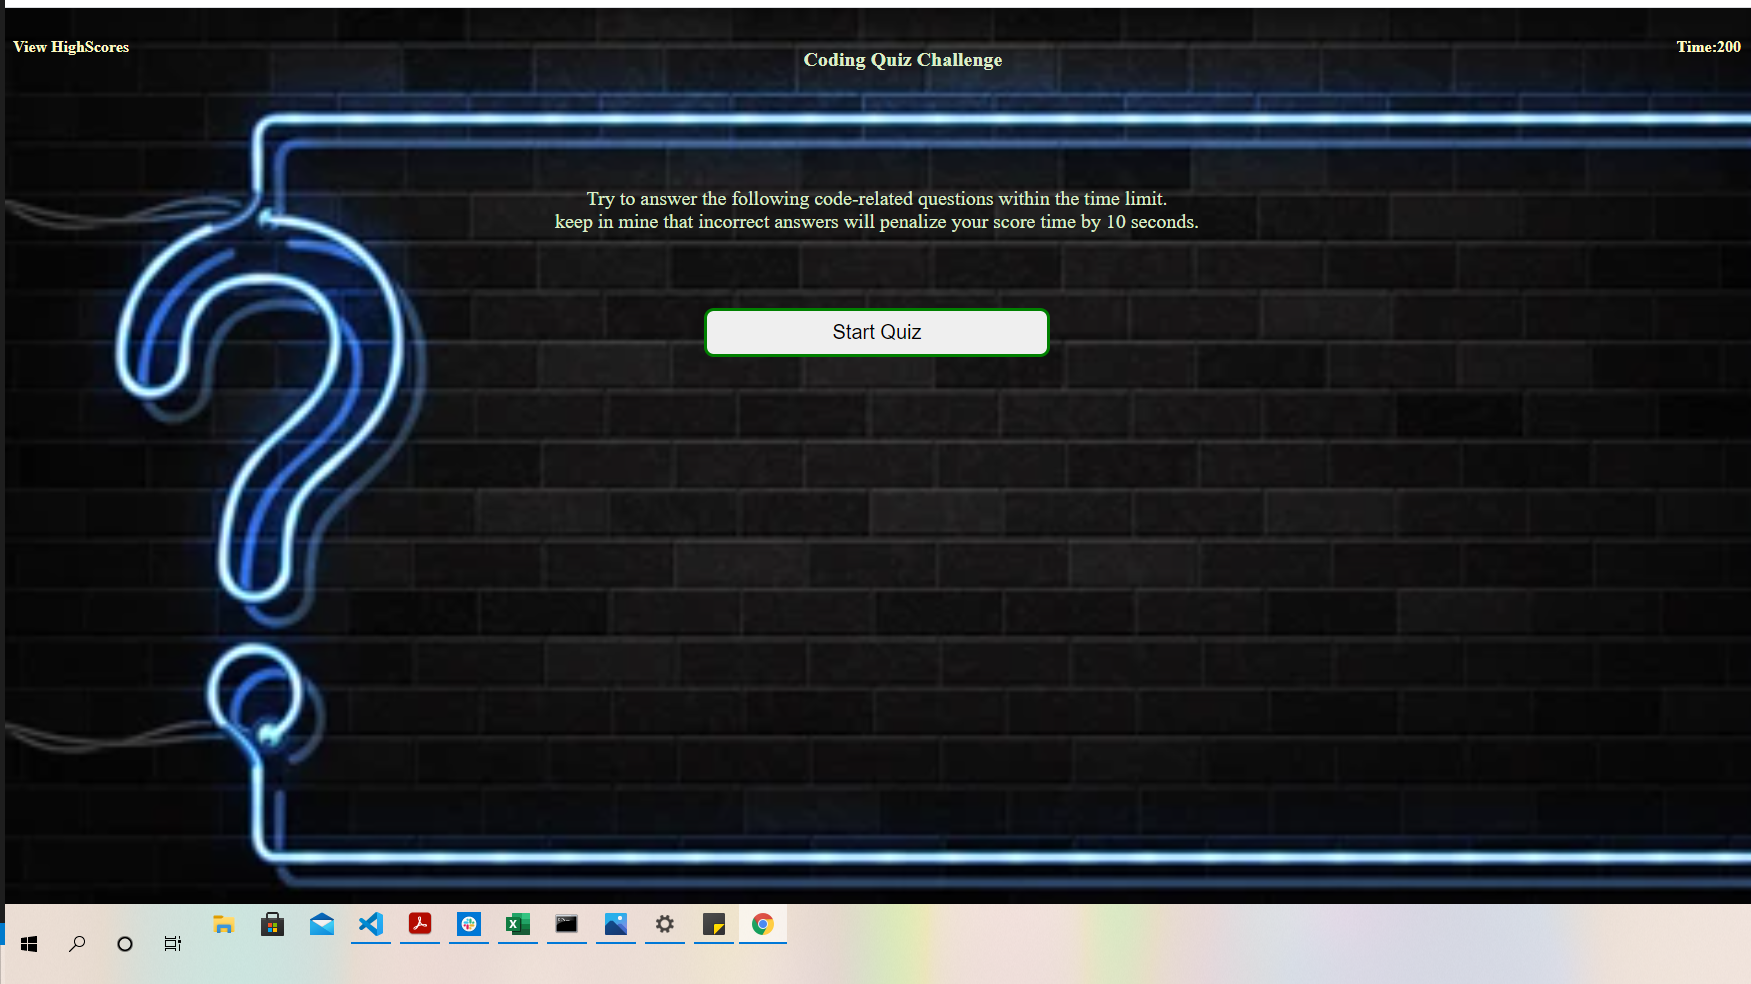 View HighScores
Coding Quiz Challenge
Time:200
Try to answer the following code-related questions within the time limit.
keep in mine that incorrect answers will penalize your score time by 10 seconds.
Start Quiz